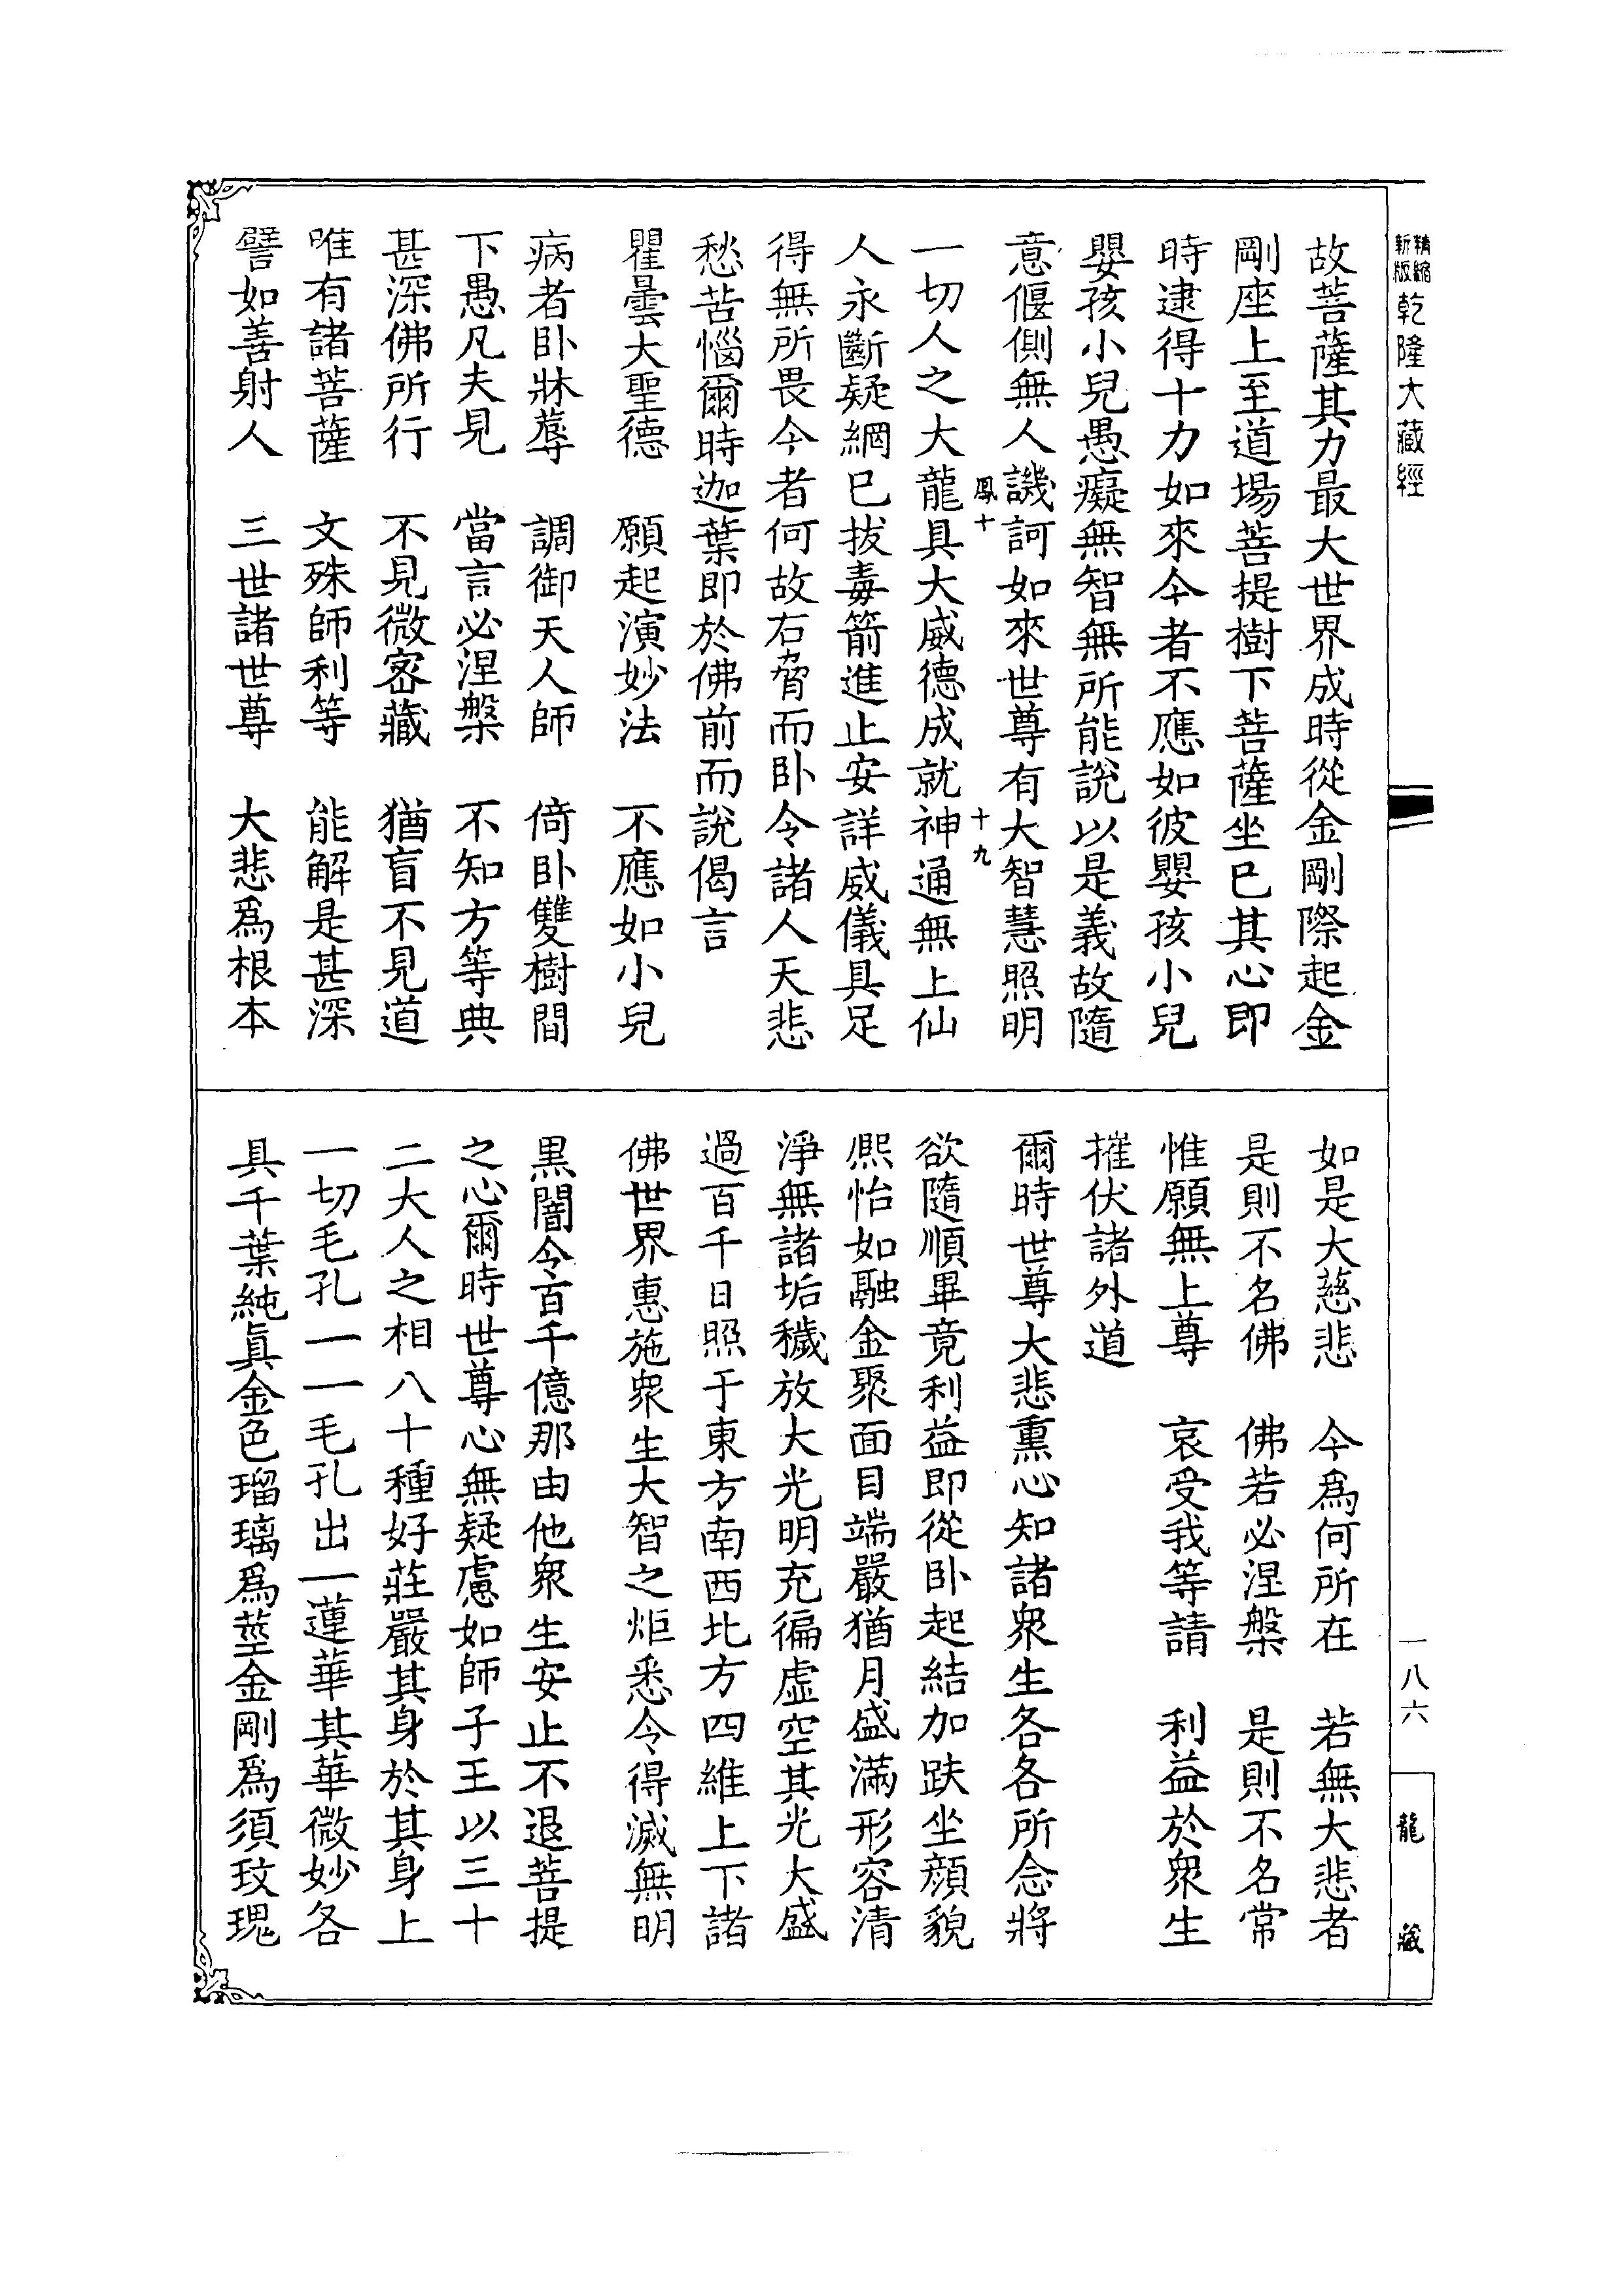 精縮
新版
乾隆大藏經
一八六
龍藏
故菩薩其力最大世界成時從金剛際起金
剛座上至道場菩提樹下菩薩坐已其心即
時逮得十力如來今者不應如彼嬰孩小兒
嬰孩小兒愚癡無智無所能說以是義故隨
意偃側無人譏訶如來世尊有大智慧照明
鳳十　十九
一切人之大龍具大威德成就神通無上仙
人永斷疑網已拔毒箭進止安詳威儀具足
得無所畏今者何故右脅而卧令諸人天悲
愁苦惱爾時迦葉即於佛前而說偈言
瞿曇大聖德　願起演妙法　不應如小兒
病者卧牀蓐　調御天人師　倚卧雙樹間
下愚凡夫見　當言必涅槃　不知方等典
甚深佛所行　不見微密藏　猶盲不見道
唯有諸菩薩　文殊師利等　能解是甚深
譬如善射人　三世諸世尊　大悲爲根本
如是大慈悲　今爲何所在　若無大悲者
是則不名佛　佛若必涅槃　是則不名常
惟願無上尊　哀受我等請　利益於衆生
摧伏諸外道
爾時世尊大悲熏心知諸衆生各各所念將
欲隨順畢竟利益即從卧起結加趺坐顔貌
熈怡如融金聚面目端嚴猶月盛滿形容清
淨無諸垢穢放大光明充徧虛空其光大盛
過百千日照于東方南西北方四維上下諸
佛世界惠施衆生大智之炬悉令得滅無明
黑闇令百千億那由他衆生安止不退菩提
之心爾時世尊心無疑慮如師子王以三十
二大人之相八十種好莊嚴其身於其身上
一切毛孔一一毛孔出一蓮華其華微妙各
具千葉純眞金色瑠璃爲莖金剛爲須玫瑰